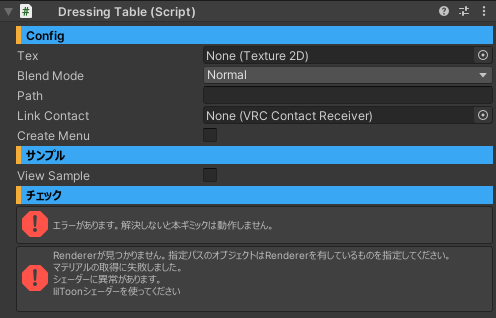 Dressing Table (Script)
Config
Tex
None (Texture 2D)
Blend Mode
Normal
Path
Link Contact
None (VRC Contact Receiver)
Create Menu
サンプル
View Sample
チェック
エラーがあります。解決しないと本ギミックは動作しません。
Rendererが見つかりません。指定パスのオブジェクトはRendererを有しているものを指定してください。
マテリアルの取得に失敗しました。
シェーダーに異常があります。
lilToonシェーダーを使ってください